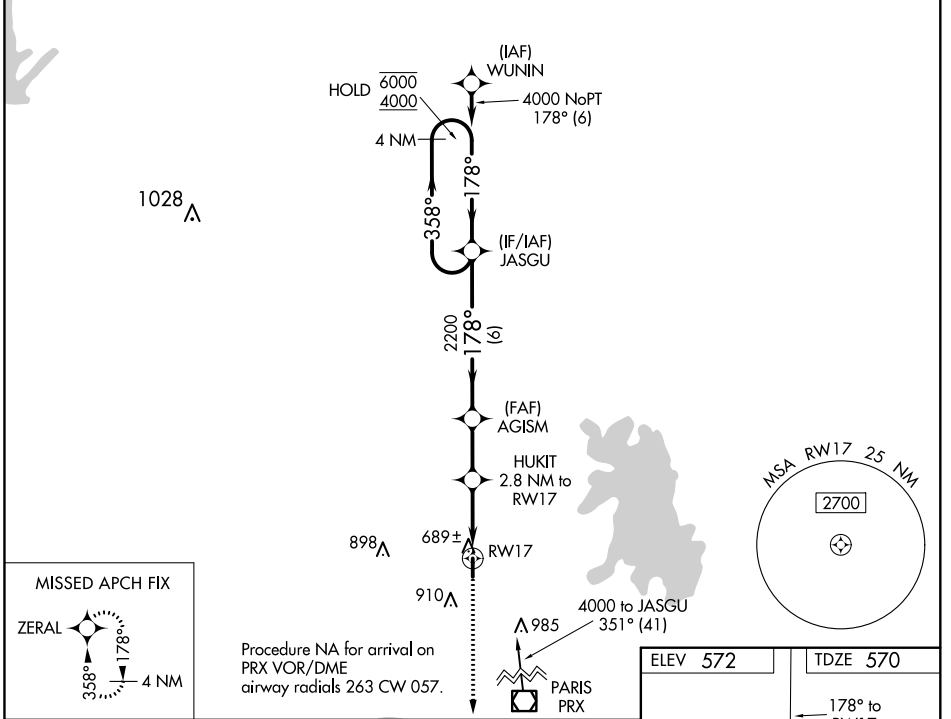 (IAF)
WUNIN
HOLD 6000
4000
4000 NoPT
178° (6)
4 NM
178°
358°
1028
(IF/IAF)
JASGU
2200
178°
(6)
(FAF)
AGISM
HUKIT
2.8 NM to
RW17
MSA RW17 25 NM
2700
898
689±
RW17
910
MISSED APCH FIX
ZERAL
178°
358°
4 NM
4000 to JASGU
351° (41)
985
Procedure NA for arrival on
PRX VOR/DME
airway radials 263 CW 057.
PARIS
PRX
ELEV 572
TDZE 570
178° to